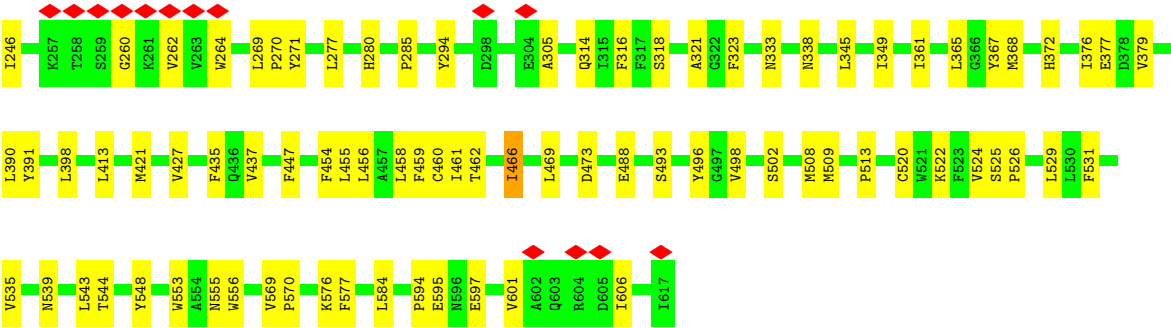 I246 K257 T258 S259 G260 K261 V262 V263 W264 L269 P270 Y271 L277 H280 P285 Y294 D298 E304 A305 Q314 I315 F316 F317 S318 A321 G322 F323 N333 N338 L345 I349 I361 L365 G366 Y367 M368 H372 I376 E377 D378 V379
L390 Y391 L398 L413 M421 V427 F435 Q436 V437 F447 F454 L455 L456 A457 L458 F459 C460 I461 T462 I466 L469 D473 E488 S493 Y496 G497 V498 S502 M508 M509 P513 C520 W521 K522 F523 V524 S525 P526 L529 L530 F531
V535 N539 L543 T544 Y548 W553 A554 N555 W556 V569 P570 K576 F577 L584 P594 E595 N596 E597 V601 A602 Q603 R604 D605 I606 I617